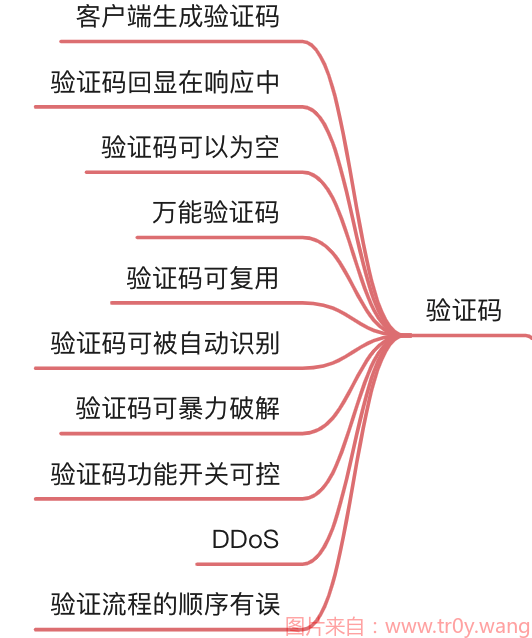 客户端生成验证码
验证码回显在响应中
验证码可以为空
万能验证码
验证码可复用
验证码可被自动识别
验证码可暴力破解
验证码功能开关可控
DDoS
验证流程的顺序有误
验证码
图片来自：www.tr0y.wang